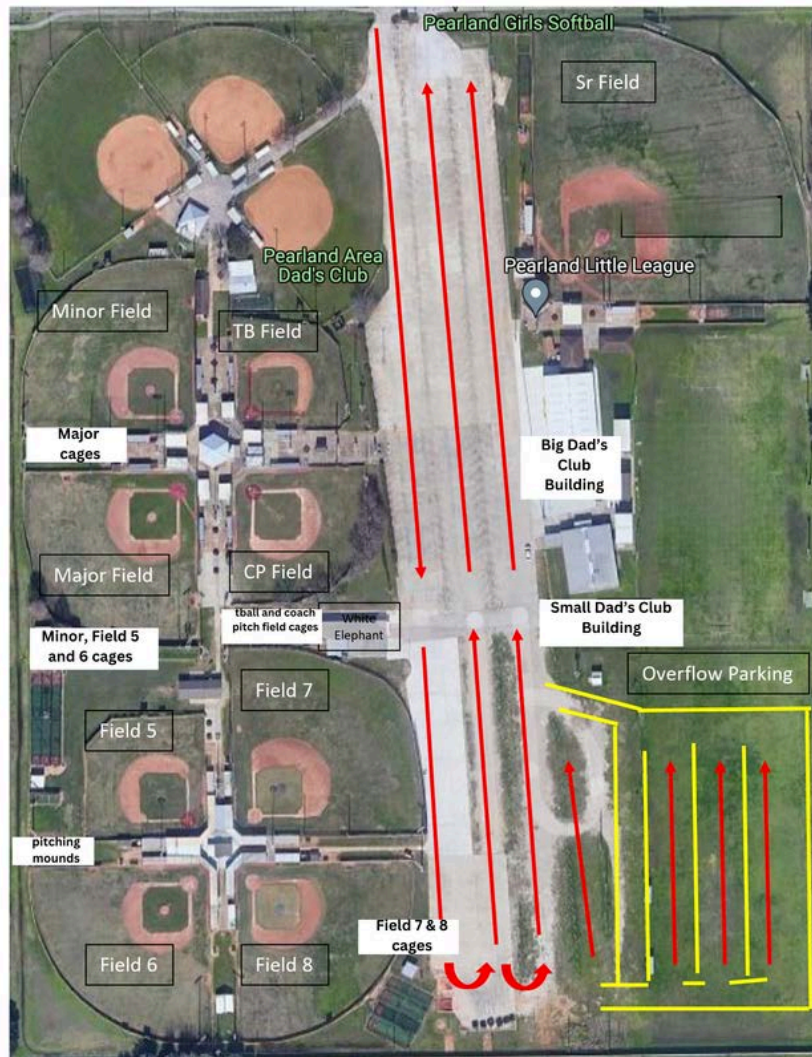 Pearland Girls Softball
Sr Field
Pearland Area
Dad's Club
Pearland Little League
Minor Field
TB Field
Major
cages
Big Dad's
Club
Building
Major Field
CP Field
tball and coach
pitch field cages
White
Elephant
Small Dad's Club
Building
Minor, Field 5
and 6 cages
Field 7
Overflow Parking
Field 5
pitching
mounds
Field 7 & 8
cages
Field 6
Field 8